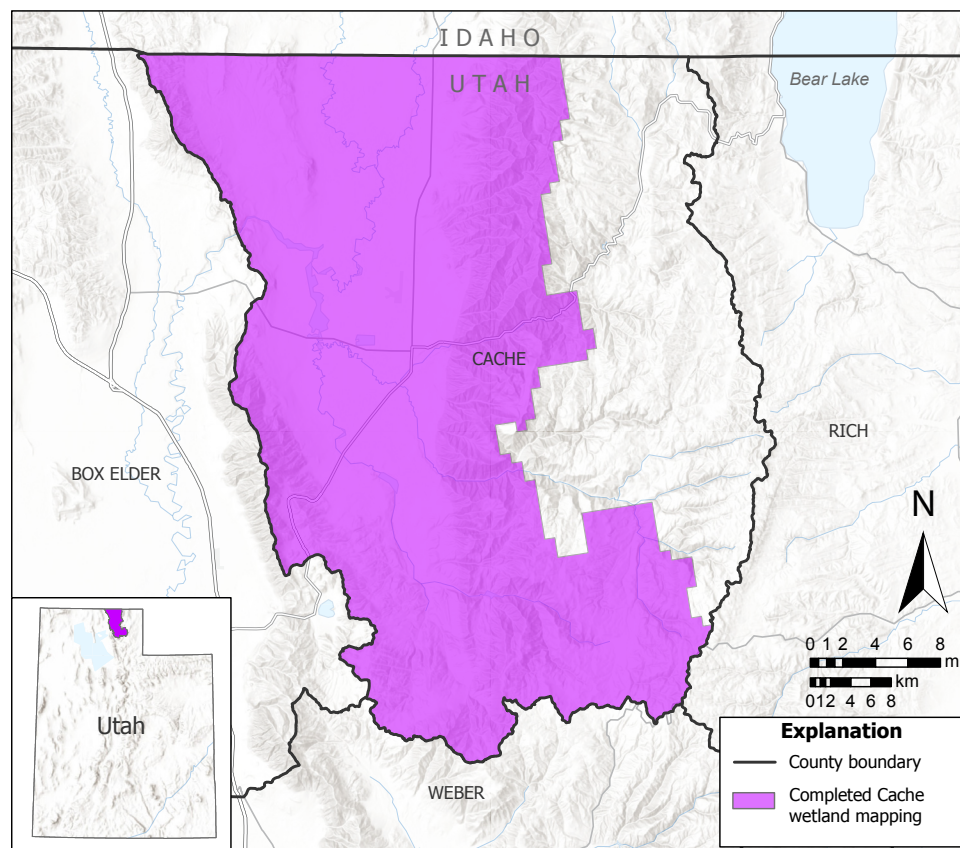 IDAHO
UTAH
Bear Lake
CACHE
RICH
BOX ELDER
N
0 1 2 4 6 8
mi
0 1 2 4 6 8
km
Utah
WEBER
Explanation
County boundary
Completed Cache
wetland mapping